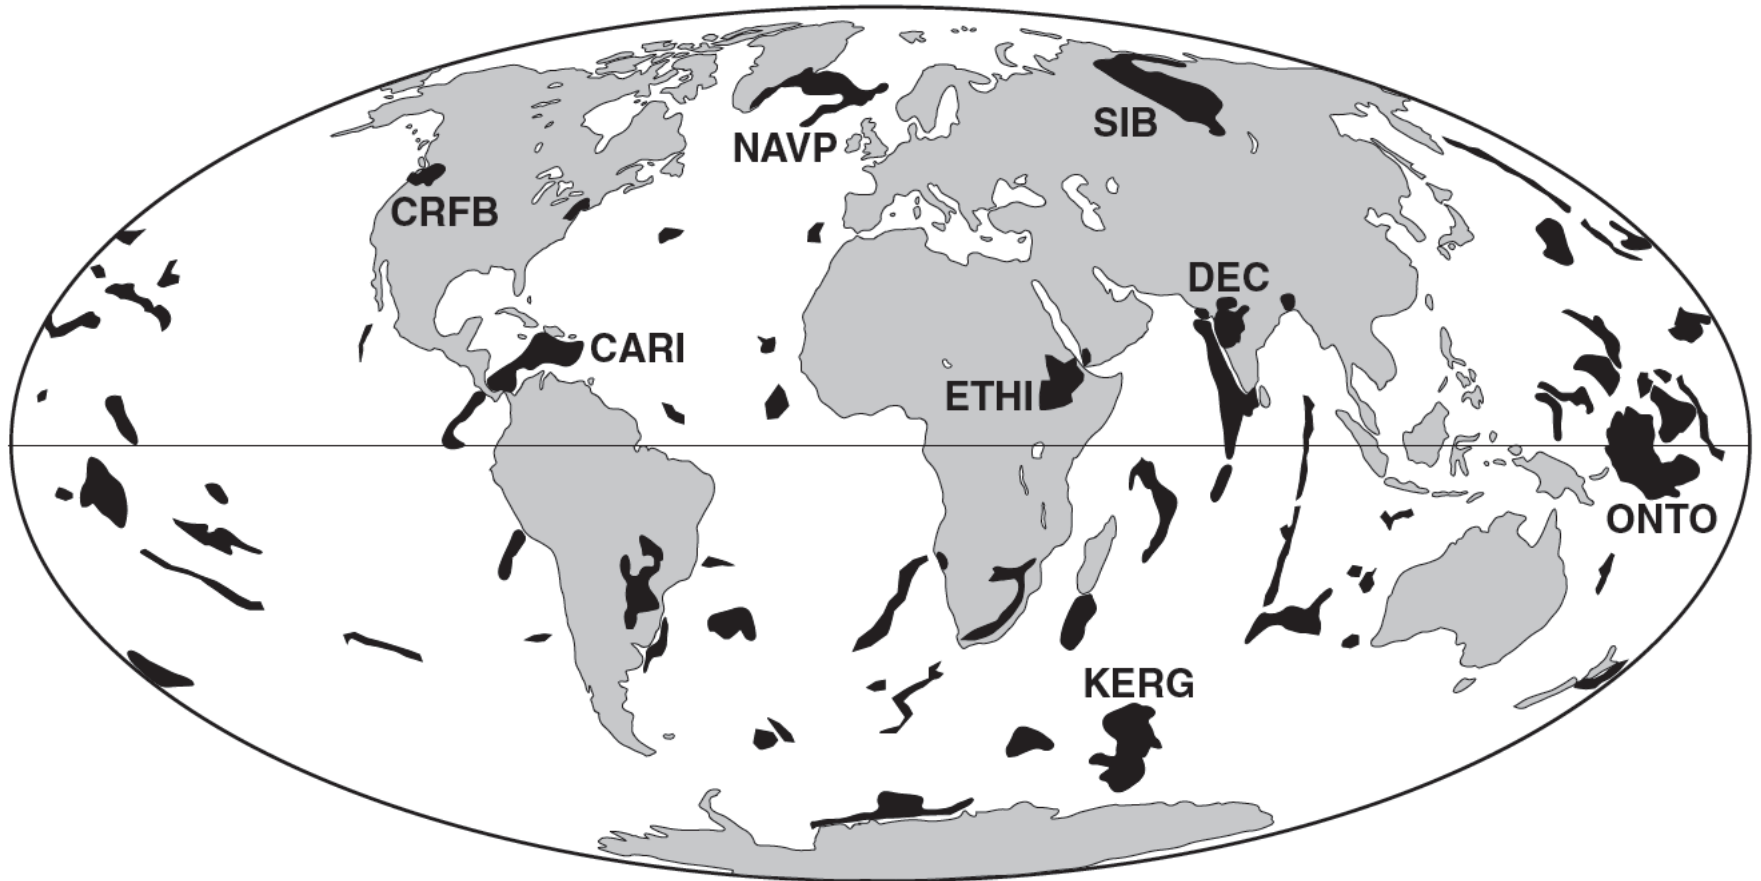 SIB
NAVP
CRFB
DEC
CARI
ETHI
ONTO
KERG